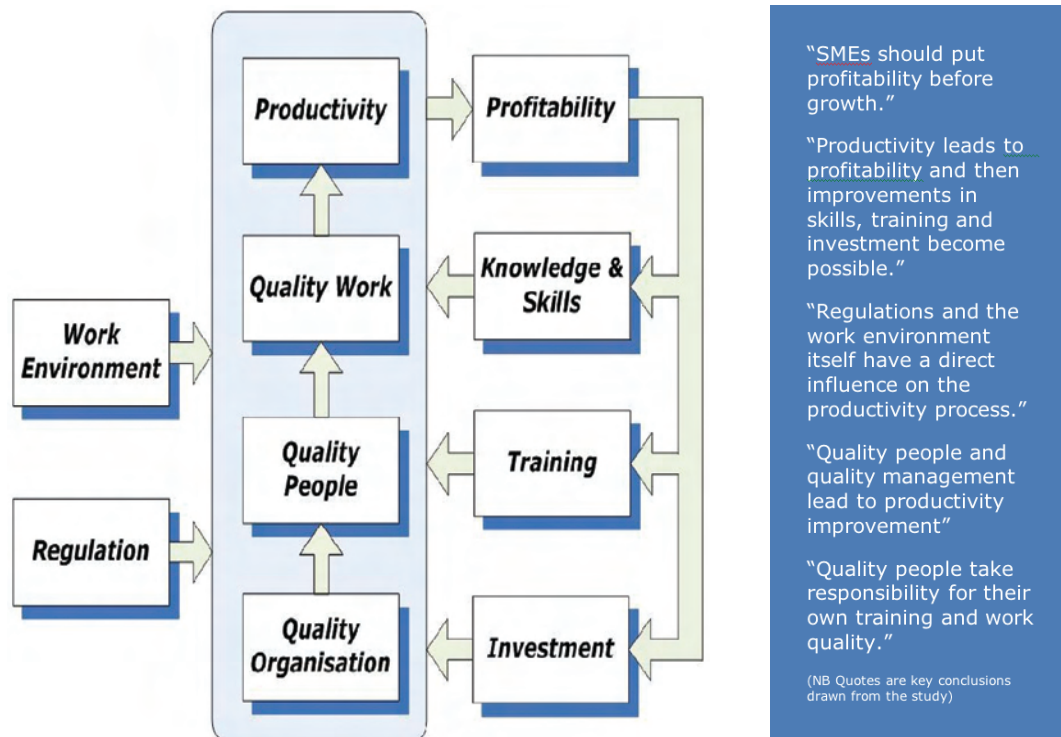 Productivity
Profitability
Quality Work
Knowledge &
Skills
Work
Environment
Quality
People
Training
Regulation
Quality
Organisation
Investment
“SMEs should put
profitability before
growth.”
“Productivity leads to
profitability and then
improvements in
skills, training and
investment become
possible.”
“Regulations and the
work environment
itself have a direct
influence on the
productivity process.”
“Quality people and
quality management
lead to productivity
improvement”
“Quality people take
responsibility for their
own training and work
quality.”
(NB Quotes are key conclusions
drawn from the study)